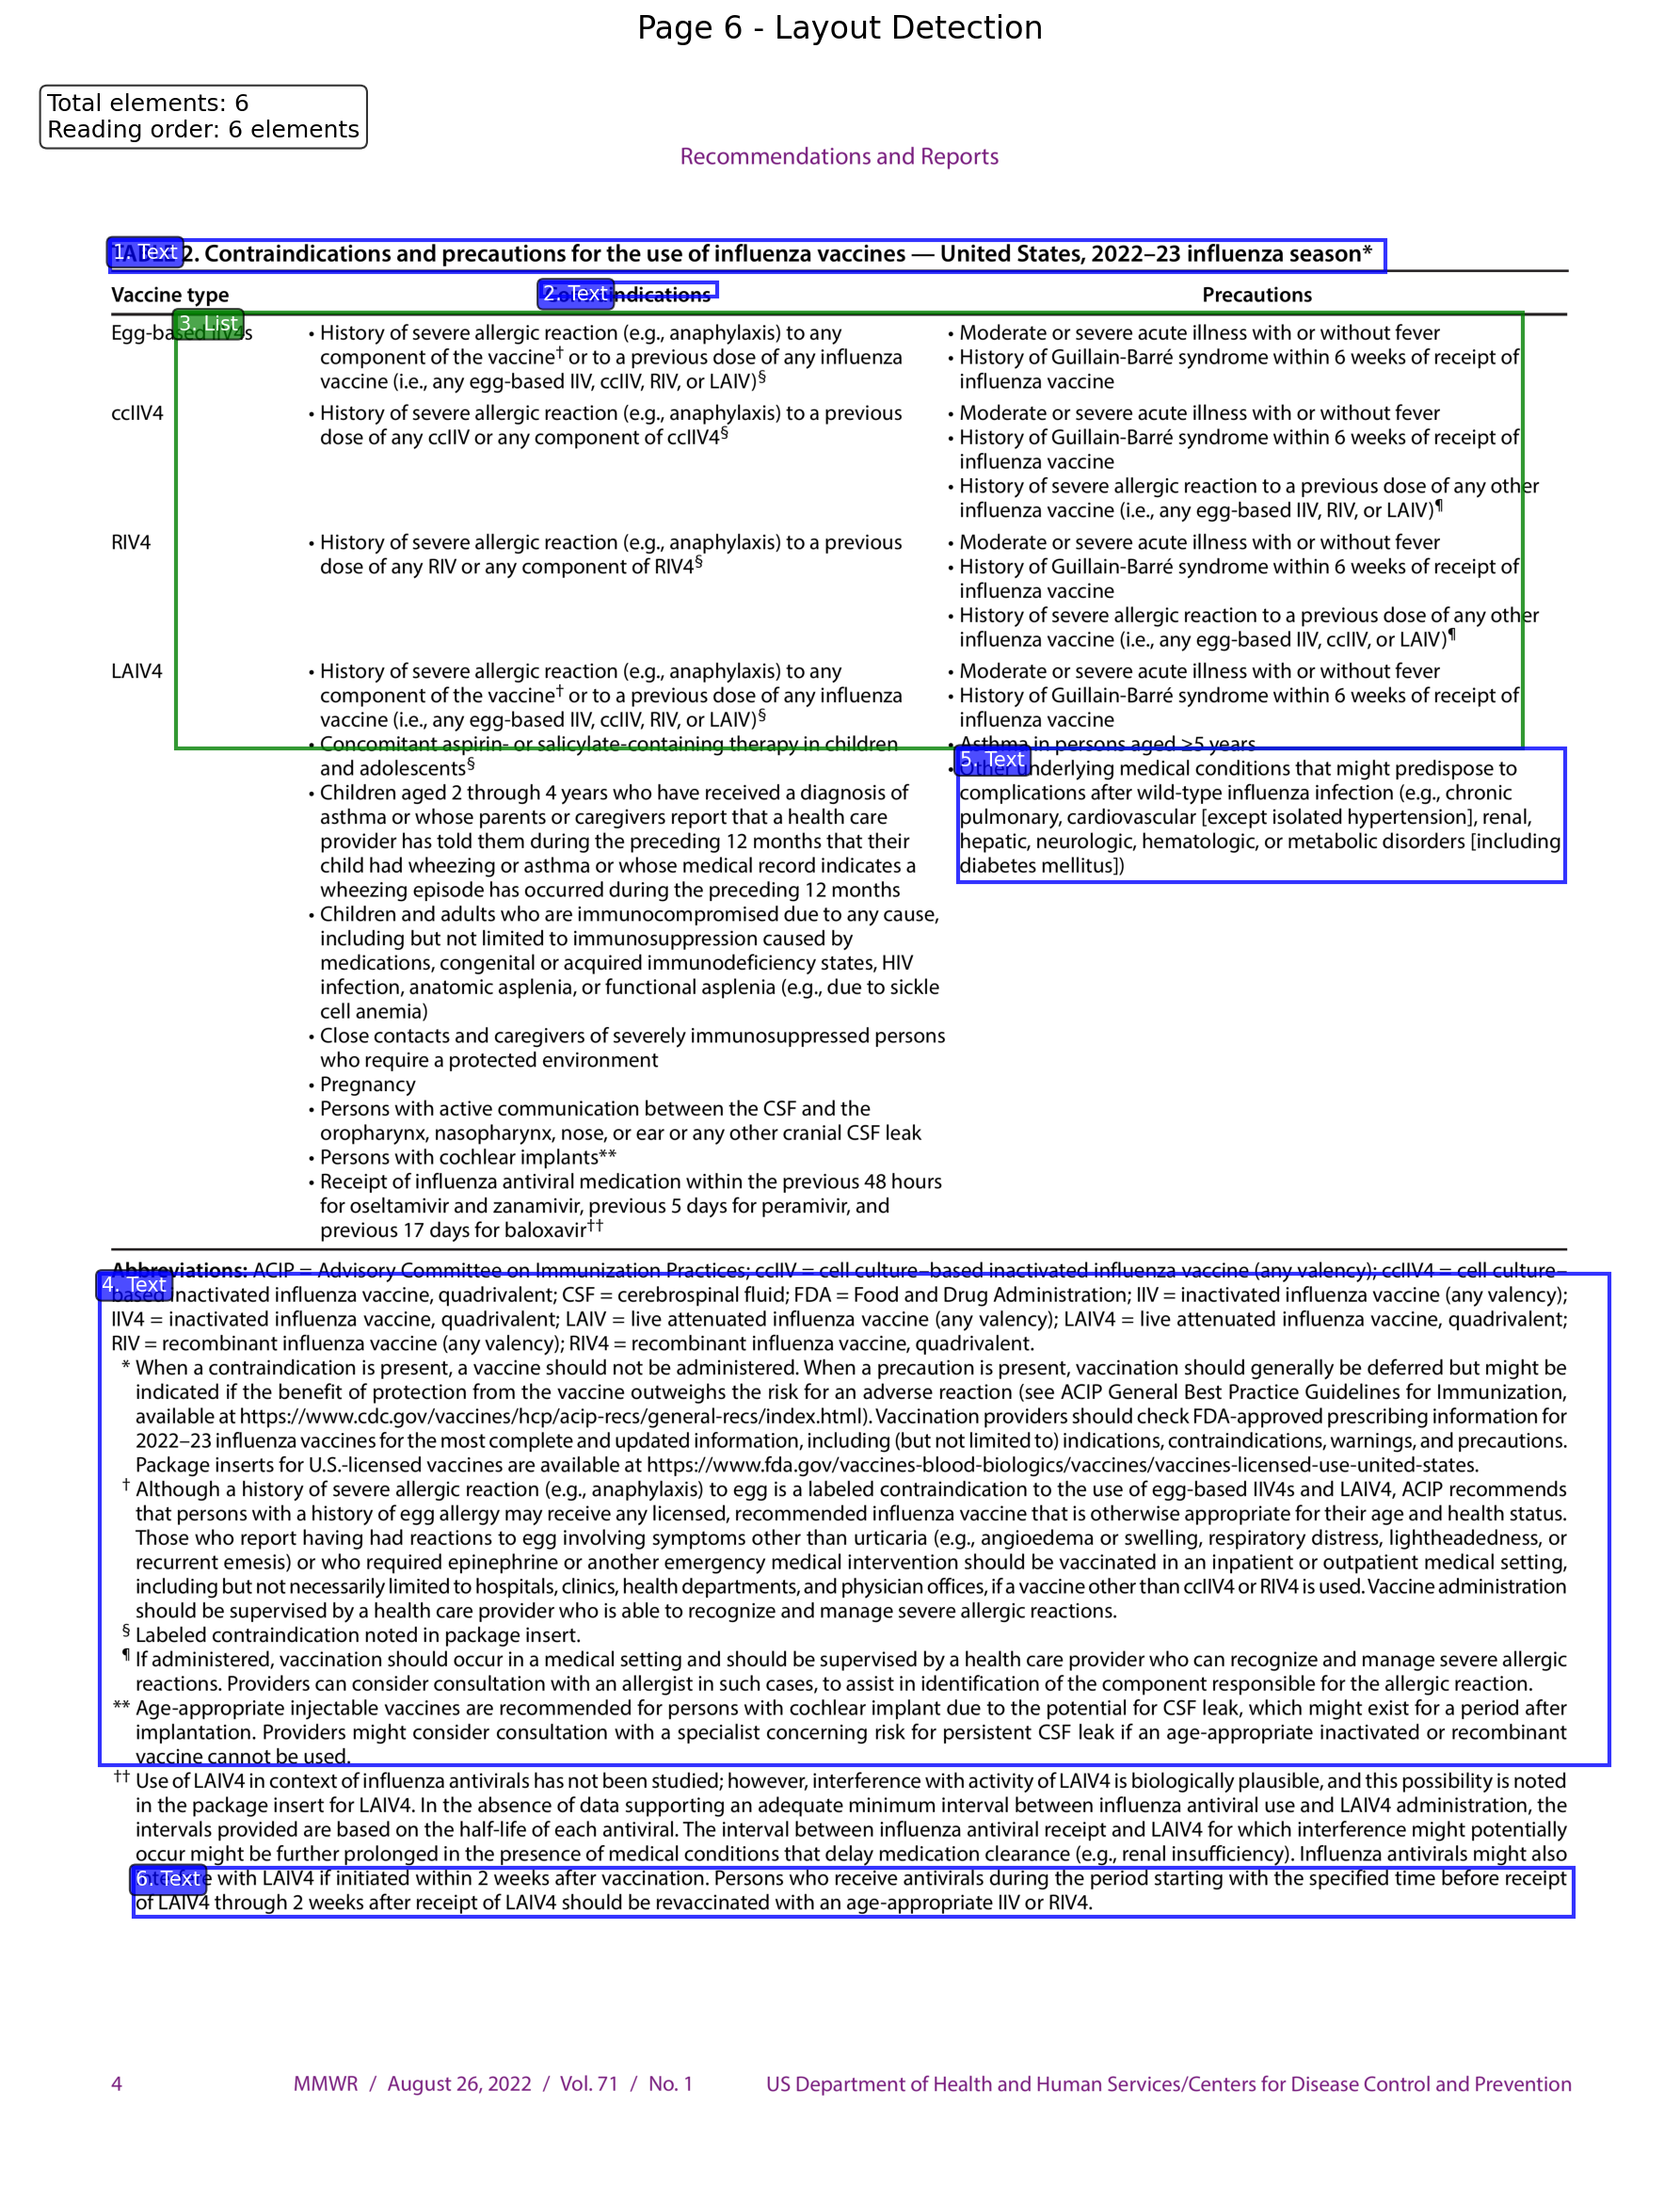 Page 6 - Layout Detection
Total elements: 6
Reading order: 6 elements
Recommendations and Reports
1. Text 2. Contraindications and precautions for the use of influenza vaccines — United States, 2022–23 influenza season*
Vaccine type 2. Text indications Precautions
3. List
Egg-based IIV4s
• History of severe allergic reaction (e.g., anaphylaxis) to any
component of the vaccine† or to a previous dose of any influenza
vaccine (i.e., any egg-based IIV, ccIIV, RIV, or LAIV)§
• Moderate or severe acute illness with or without fever
• History of Guillain-Barré syndrome within 6 weeks of receipt of
influenza vaccine
ccIIV4
• History of severe allergic reaction (e.g., anaphylaxis) to a previous
dose of any ccIIV or any component of ccIIV4§
• Moderate or severe acute illness with or without fever
• History of Guillain-Barré syndrome within 6 weeks of receipt of
influenza vaccine
• History of severe allergic reaction to a previous dose of any other
influenza vaccine (i.e., any egg-based IIV, RIV, or LAIV)¶
RIV4
• History of severe allergic reaction (e.g., anaphylaxis) to a previous
dose of any RIV or any component of RIV4§
• Moderate or severe acute illness with or without fever
• History of Guillain-Barré syndrome within 6 weeks of receipt of
influenza vaccine
• History of severe allergic reaction to a previous dose of any other
influenza vaccine (i.e., any egg-based IIV, ccIIV, or LAIV)¶
LAIV4
• History of severe allergic reaction (e.g., anaphylaxis) to any
component of the vaccine† or to a previous dose of any influenza
vaccine (i.e., any egg-based IIV, ccIIV, RIV, or LAIV)§
• Concomitant aspirin- or salicylate-containing therapy in children
and adolescents§
• Children aged 2 through 4 years who have received a diagnosis of
asthma or whose parents or caregivers report that a health care
provider has told them during the preceding 12 months that their
child had wheezing or asthma or whose medical record indicates a
wheezing episode has occurred during the preceding 12 months
• Children and adults who are immunocompromised due to any cause,
including but not limited to immunosuppression caused by
medications, congenital or acquired immunodeficiency states, HIV
infection, anatomic asplenia, or functional asplenia (e.g., due to sickle
cell anemia)
• Close contacts and caregivers of severely immunosuppressed persons
who require a protected environment
• Pregnancy
• Persons with active communication between the CSF and the
oropharynx, nasopharynx, nose, or ear or any other cranial CSF leak
• Persons with cochlear implants**
• Receipt of influenza antiviral medication within the previous 48 hours
for oseltamivir and zanamivir, previous 5 days for peramivir, and
previous 17 days for baloxavir††
• Moderate or severe acute illness with or without fever
• History of Guillain-Barré syndrome within 6 weeks of receipt of
influenza vaccine
• Asthma in persons aged ≥5 years
5. Text
• Other underlying medical conditions that might predispose to
complications after wild-type influenza infection (e.g., chronic
pulmonary, cardiovascular [except isolated hypertension], renal,
hepatic, neurologic, hematologic, or metabolic disorders [including
diabetes mellitus])
Abbreviations: ACIP = Advisory Committee on Immunization Practices; ccIIV = cell culture–based inactivated influenza vaccine (any valency); ccIIV4 = cell culture–
4. Text
based inactivated influenza vaccine, quadrivalent; CSF = cerebrospinal fluid; FDA = Food and Drug Administration; IIV = inactivated influenza vaccine (any valency);
IIV4 = inactivated influenza vaccine, quadrivalent; LAIV = live attenuated influenza vaccine (any valency); LAIV4 = live attenuated influenza vaccine, quadrivalent;
RIV = recombinant influenza vaccine (any valency); RIV4 = recombinant influenza vaccine, quadrivalent.
* When a contraindication is present, a vaccine should not be administered. When a precaution is present, vaccination should generally be deferred but might be
indicated if the benefit of protection from the vaccine outweighs the risk for an adverse reaction (see ACIP General Best Practice Guidelines for Immunization,
available at https://www.cdc.gov/vaccines/hcp/acip-recs/general-recs/index.html). Vaccination providers should check FDA-approved prescribing information for
2022–23 influenza vaccines for the most complete and updated information, including (but not limited to) indications, contraindications, warnings, and precautions.
Package inserts for U.S.-licensed vaccines are available at https://www.fda.gov/vaccines-blood-biologics/vaccines/vaccines-licensed-use-united-states.
† Although a history of severe allergic reaction (e.g., anaphylaxis) to egg is a labeled contraindication to the use of egg-based IIV4s and LAIV4, ACIP recommends
that persons with a history of egg allergy may receive any licensed, recommended influenza vaccine that is otherwise appropriate for their age and health status.
Those who report having had reactions to egg involving symptoms other than urticaria (e.g., angioedema or swelling, respiratory distress, lightheadedness, or
recurrent emesis) or who required epinephrine or another emergency medical intervention should be vaccinated in an inpatient or outpatient medical setting,
including but not necessarily limited to hospitals, clinics, health departments, and physician offices, if a vaccine other than ccIIV4 or RIV4 is used. Vaccine administration
should be supervised by a health care provider who is able to recognize and manage severe allergic reactions.
§ Labeled contraindication noted in package insert.
¶ If administered, vaccination should occur in a medical setting and should be supervised by a health care provider who can recognize and manage severe allergic
reactions. Providers can consider consultation with an allergist in such cases, to assist in identification of the component responsible for the allergic reaction.
** Age-appropriate injectable vaccines are recommended for persons with cochlear implant due to the potential for CSF leak, which might exist for a period after
implantation. Providers might consider consultation with a specialist concerning risk for persistent CSF leak if an age-appropriate inactivated or recombinant
vaccine cannot be used.
†† Use of LAIV4 in context of influenza antivirals has not been studied; however, interference with activity of LAIV4 is biologically plausible, and this possibility is noted
in the package insert for LAIV4. In the absence of data supporting an adequate minimum interval between influenza antiviral use and LAIV4 administration, the
intervals provided are based on the half-life of each antiviral. The interval between influenza antiviral receipt and LAIV4 for which interference might potentially
occur might be further prolonged in the presence of medical conditions that delay medication clearance (e.g., renal insufficiency). Influenza antivirals might also
6. Text with LAIV4 if initiated within 2 weeks after vaccination. Persons who receive antivirals during the period starting with the specified time before receipt
of LAIV4 through 2 weeks after receipt of LAIV4 should be revaccinated with an age-appropriate IIV or RIV4.
4 MMWR / August 26, 2022 / Vol. 71 / No. 1 US Department of Health and Human Services/Centers for Disease Control and Prevention